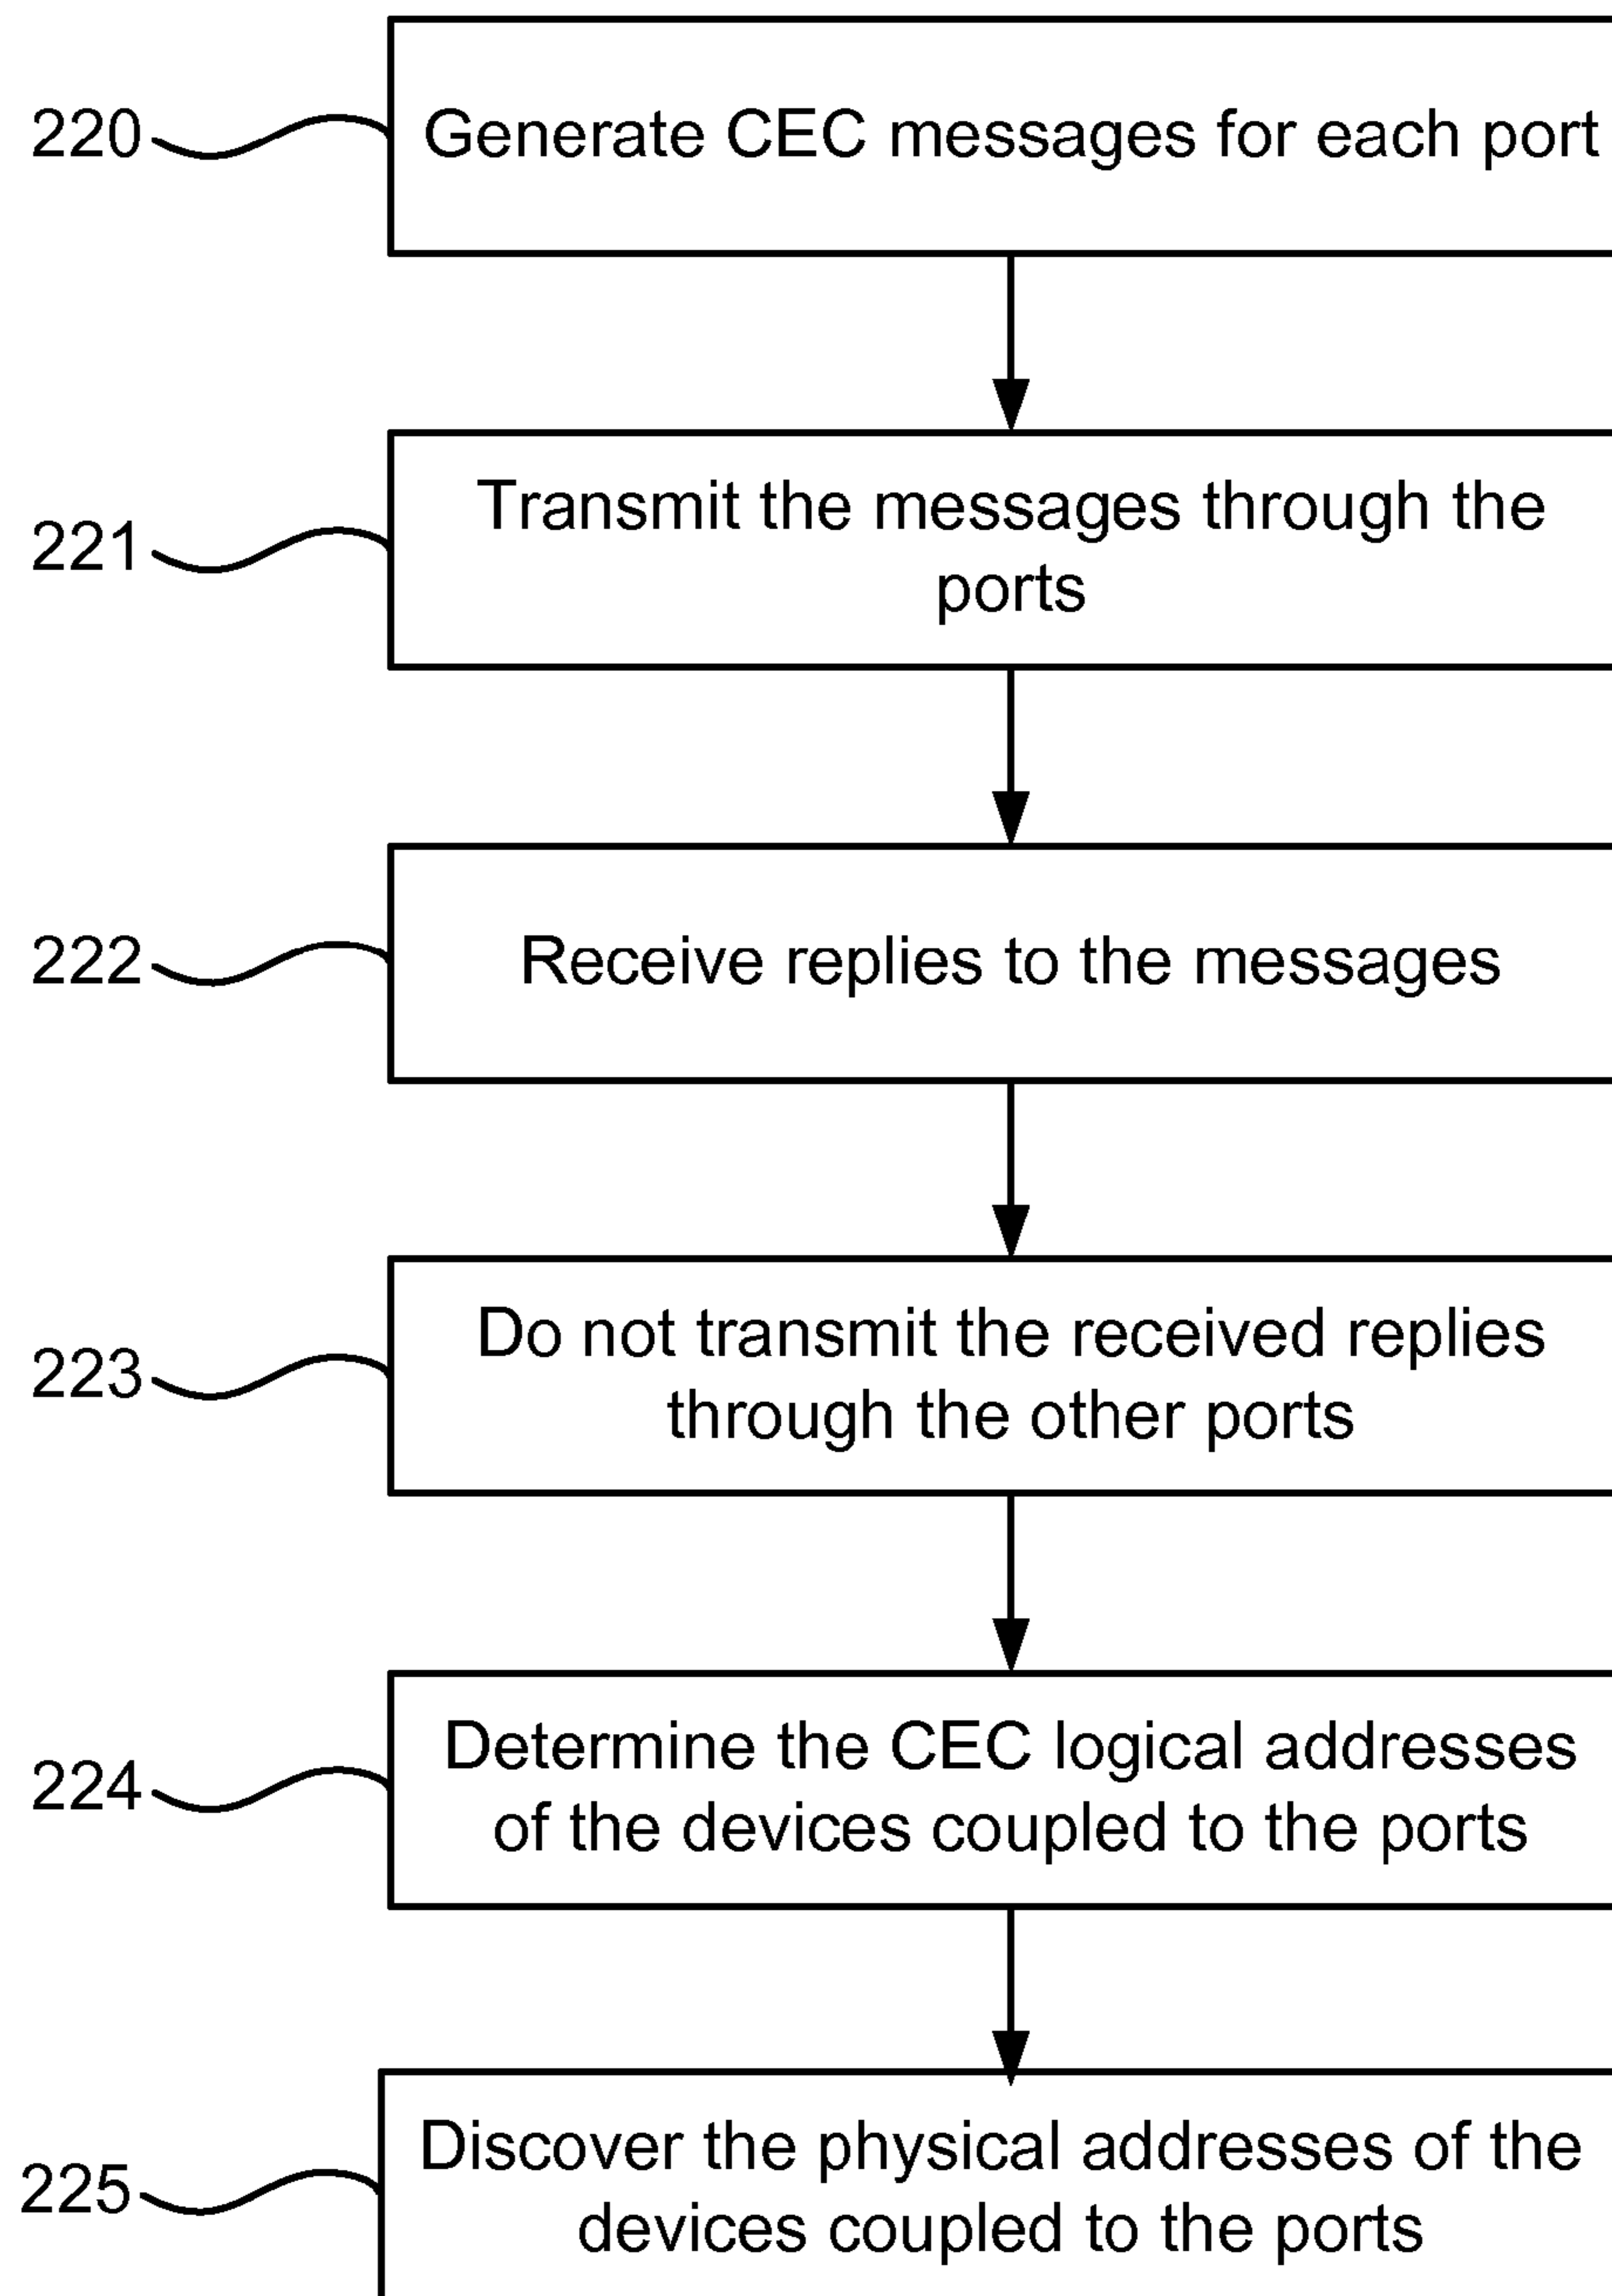 220
Generate CEC messages for each port
221
Transmit the messages through the
ports
222
Receive replies to the messages
223
Do not transmit the received replies
through the other ports
224
Determine the CEC logical addresses
of the devices coupled to the ports
225
Discover the physical addresses of the
devices coupled to the ports